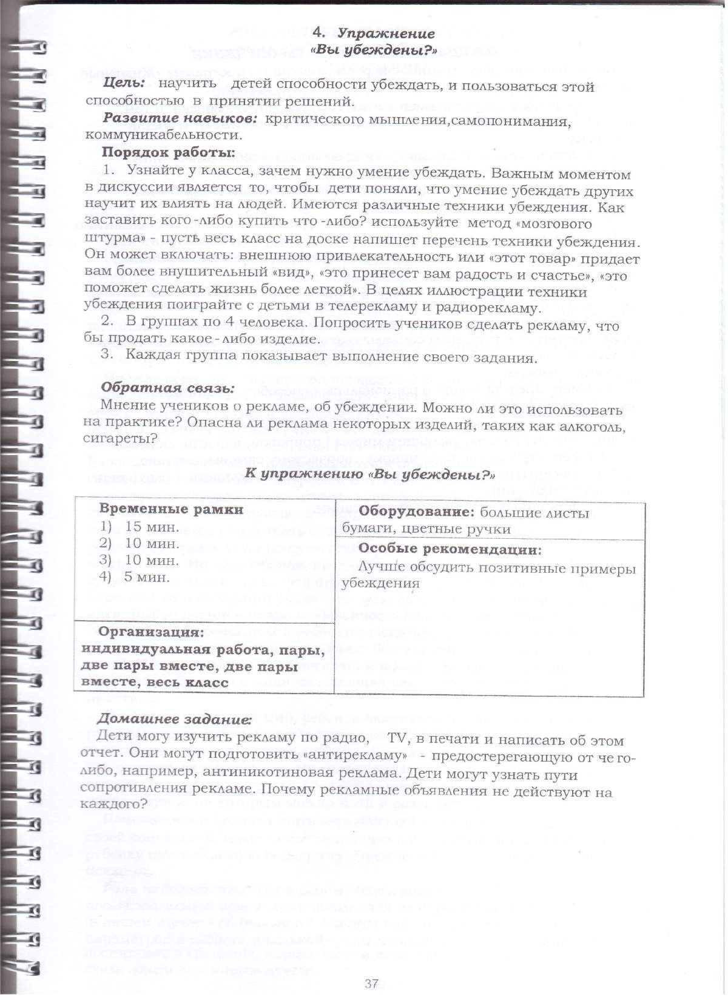 4. Упражнение
«Вы убеждены?»
Цель: научить детей способности убеждать, и пользоваться этой
способностью в принятии решений.
Развитие навыков: критического мышления,самопонимания,
коммуникабельности.
Порядок работы:
1. Узнайте у класса, зачем нужно умение убеждать. Важным моментом
в дискуссии является то, чтобы дети поняли, что умение убеждать других
научит их влиять на людей. Имеются различные техники убеждения. Как
заставить кого -либо купить что -либо? используйте метод «мозгового
штурма» - пусть весь класс на доске напишет перечень техники убеждения.
Он может включать: внешнюю привлекательность или «этот товар» придает
вам более внушительный «вид», «это принесет вам радость и счастье», «это
поможет сделать жизнь более легкой». В целях иллюстрации техники
убеждения поиграйте с детьми в телерекламу и радиорекламу.
2. В группах по 4 человека. Попросить учеников сделать рекламу, что
бы продать какое - либо изделие.
3. Каждая группа показывает выполнение своего задания.
Обратная связь:
Мнение учеников о рекламе, об убеждении. Можно ли это использовать
на практике? Опасна ли реклама некоторых изделий, таких как алкоголь,
сигареты?
К упражнению «Вы убеждены?»
Временные рамки
1) 15 мин.
2) 10 мин.
3) 10 мин.
4) 5 мин.
Оборудование: большие листы
бумаги, цветные ручки
Особые рекомендации:
Лучше обсудить позитивные примеры
убеждения
Организация:
индивидуальная работа, пары,
две пары вместе, две пары
вместе, весь класс
Домашнее задание:
Дети могу изучить рекламу по радио, TV, в печати и написать об этом
отчет. Они могут подготовить «антирекламу» - предостерегающую от чего-
либо, например, антиникотиновая реклама. Дети могут узнать пути
сопротивления рекламе. Почему рекламные объявления не действуют на
каждого?
37